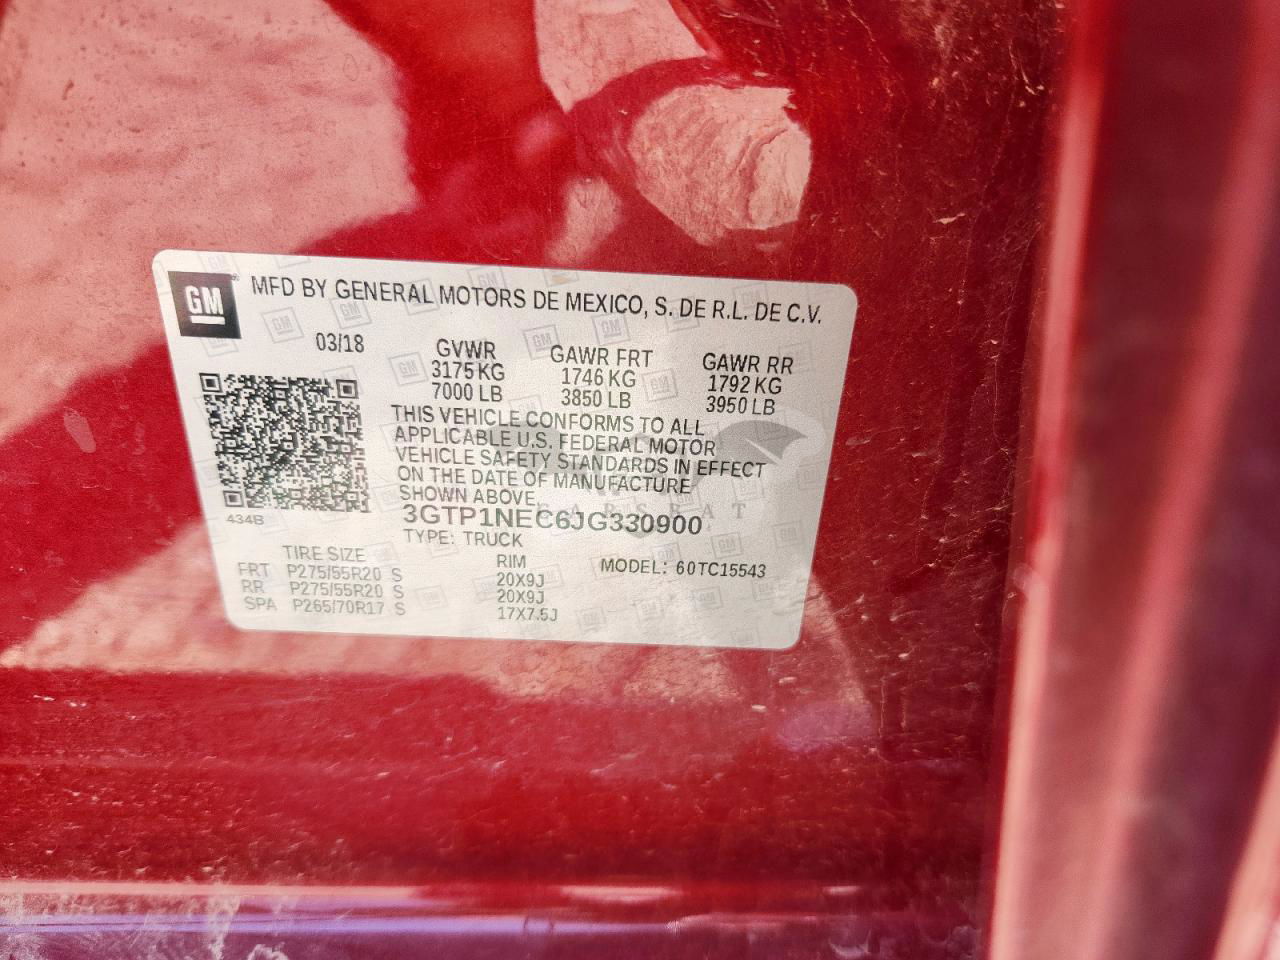 GM
MFD BY GENERAL MOTORS DE MEXICO, S. DE R.L. DE C.V.
03/18
GVWR GAWR FRT GAWR RR
3175 KG 1746 KG 1792 KG
7000 LB 3850 LB 3950 LB
THIS VEHICLE CONFORMS TO ALL
APPLICABLE U.S. FEDERAL MOTOR
VEHICLE SAFETY STANDARDS IN EFFECT
ON THE DATE OF MANUFACTURE
SHOWN ABOVE.
434B
3GTP1NEC6JG330900
TYPE: TRUCK
TIRE SIZE RIM MODEL: 60TC15543
FRT P275/55R20 S 20X9J
RR P275/55R20 S 20X9J
SPA P265/70R17 S 17X7.5J